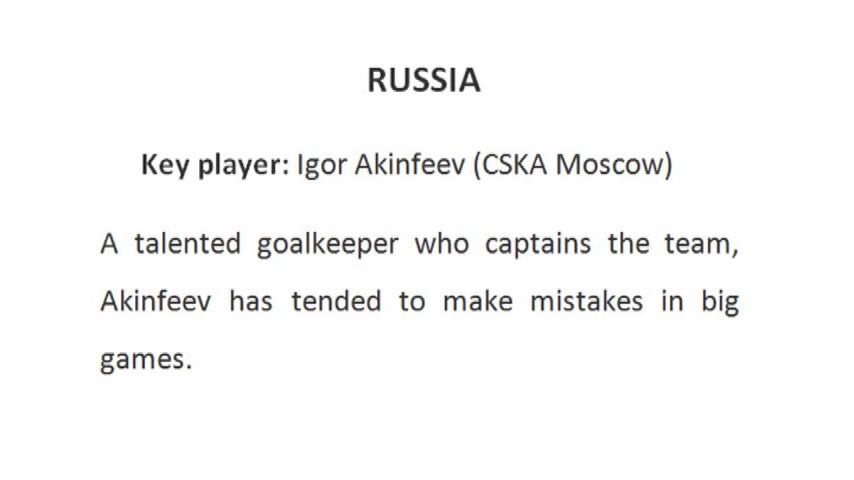 RUSSIA
Key player: Igor Akinfeev (CSKA Moscow)
A talented goalkeeper who captains the team,
Akinfeev has tended to make mistakes in big
games.